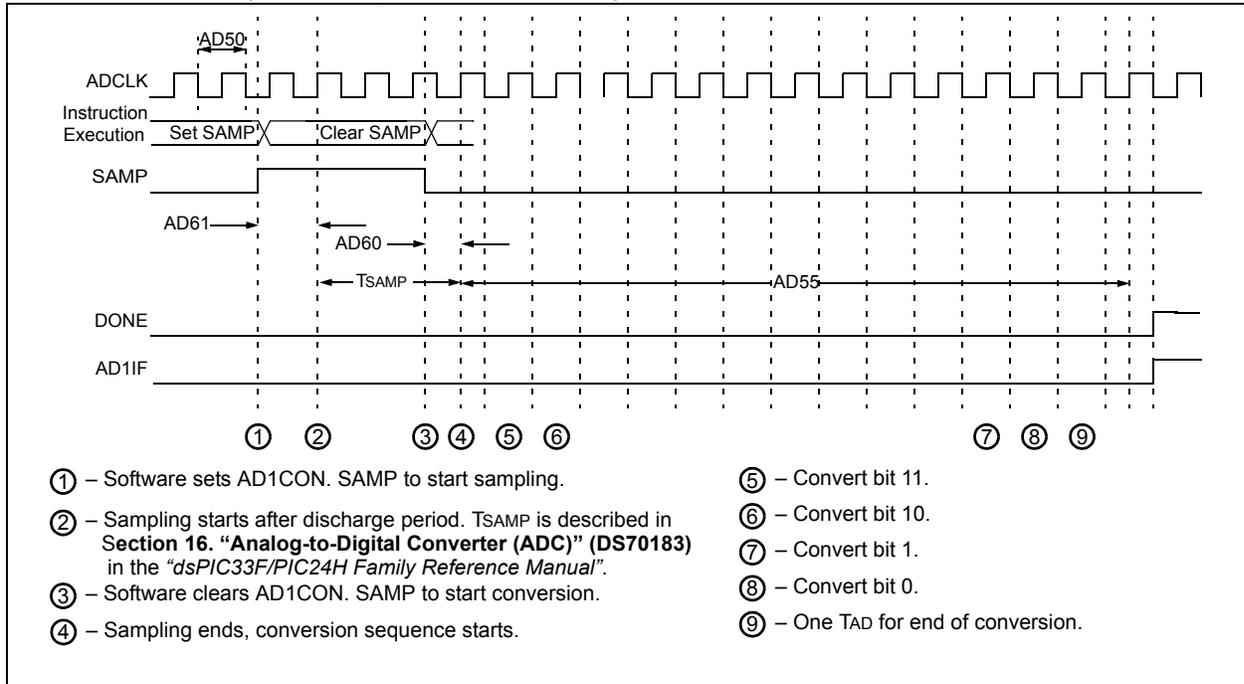 AD50
ADCLK
Instruction
Execution
Set SAMP
Clear SAMP
SAMP
AD61
AD60
TSAMP
AD55
DONE
AD1IF
1 2 3 4 5 6 7 8 9
1 – Software sets AD1CON. SAMP to start sampling.
2 – Sampling starts after discharge period. TSAMP is described in
Section 16. “Analog-to-Digital Converter (ADC)” (DS70183)
in the “dsPIC33F/PIC24H Family Reference Manual”.
3 – Software clears AD1CON. SAMP to start conversion.
4 – Sampling ends, conversion sequence starts.
5 – Convert bit 11.
6 – Convert bit 10.
7 – Convert bit 1.
8 – Convert bit 0.
9 – One TAD for end of conversion.